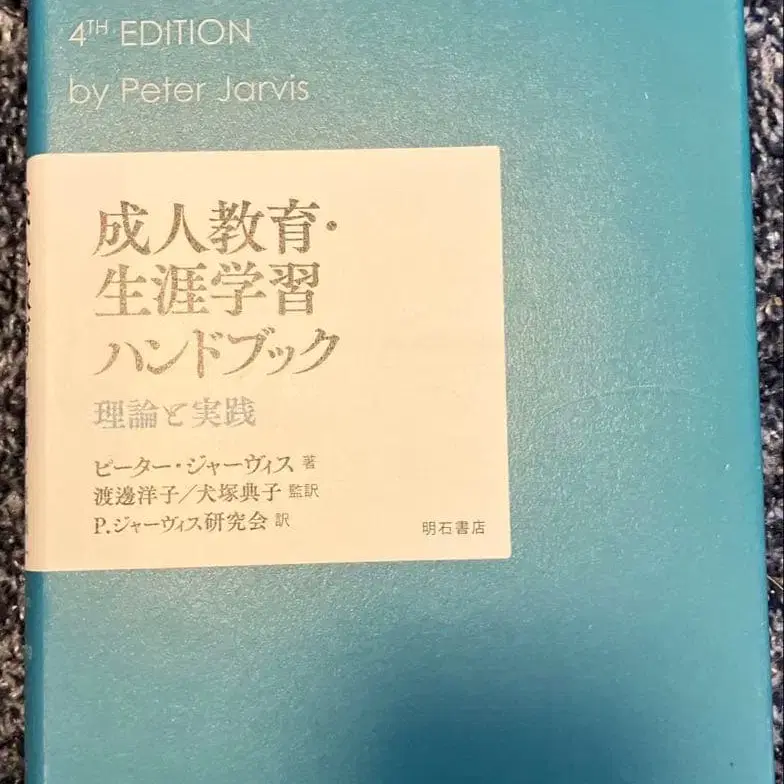 4TH EDITION
by Peter Jarvis
成人教育・
生涯学習
ハンドブック
理論と実践
ピーター・ジャーヴィス 著
渡邊洋子/犬塚典子 監訳
P.ジャーヴィス研究会 訳
明石書店